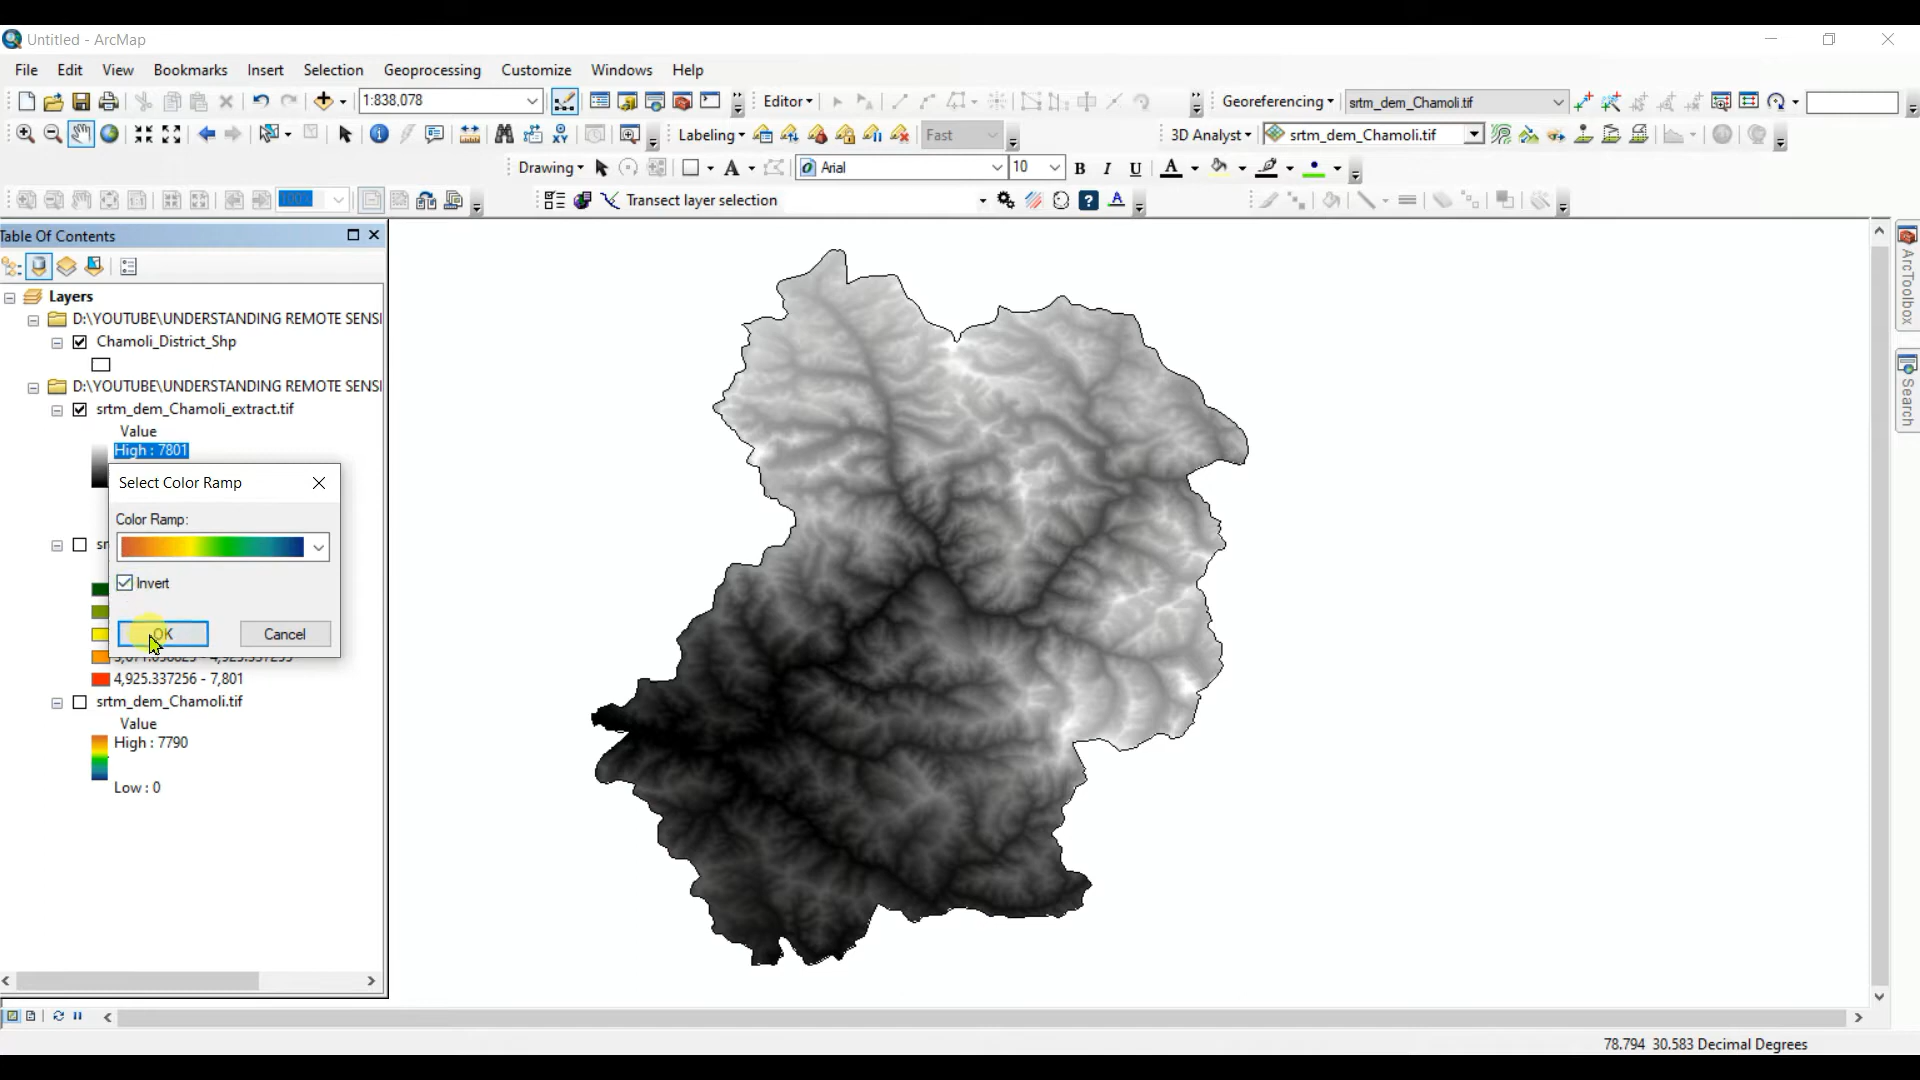 Untitled - ArcMap
File Edit View Bookmarks Insert Selection Geoprocessing Customize Windows Help
1:838,078 Editor Georeferencing srtm_dem_Chamoli.tif
Labeling Fast 3D Analyst srtm_dem_Chamoli.tif
Drawing A Arial 10 B I U A
100% Transect layer selection ? A
Table Of Contents
Layers
D:\YOUTUBE\UNDERSTANDING REMOTE SENSI
Chamoli_District_Shp
D:\YOUTUBE\UNDERSTANDING REMOTE SENSI
srtm_dem_Chamoli_extract.tif
Value
High : 7801
Select Color Ramp
Color Ramp:
sr
Invert
OK Cancel
4,925.337256 - 7,801
srtm_dem_Chamoli.tif
Value
High : 7790
Low : 0
ArcToolbox
Search
78.794 30.583 Decimal Degrees